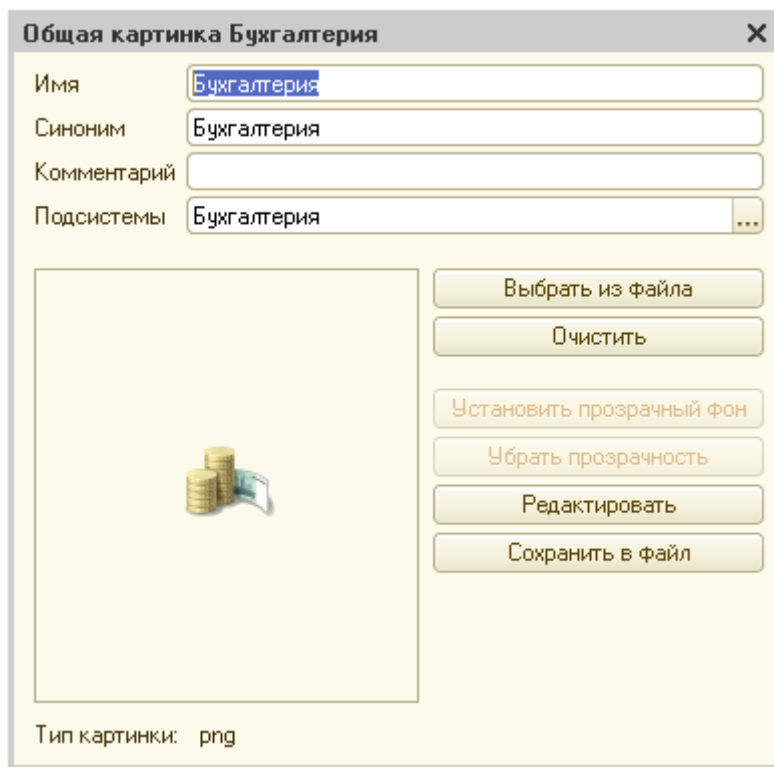 Общая картинка Бухгалтерия
Имя Бухгалтерия
Синоним Бухгалтерия
Комментарий
Подсистемы Бухгалтерия ...
Выбрать из файла
Очистить
Установить прозрачный фон
Убрать прозрачность
Редактировать
Сохранить в файл
Тип картинки: png